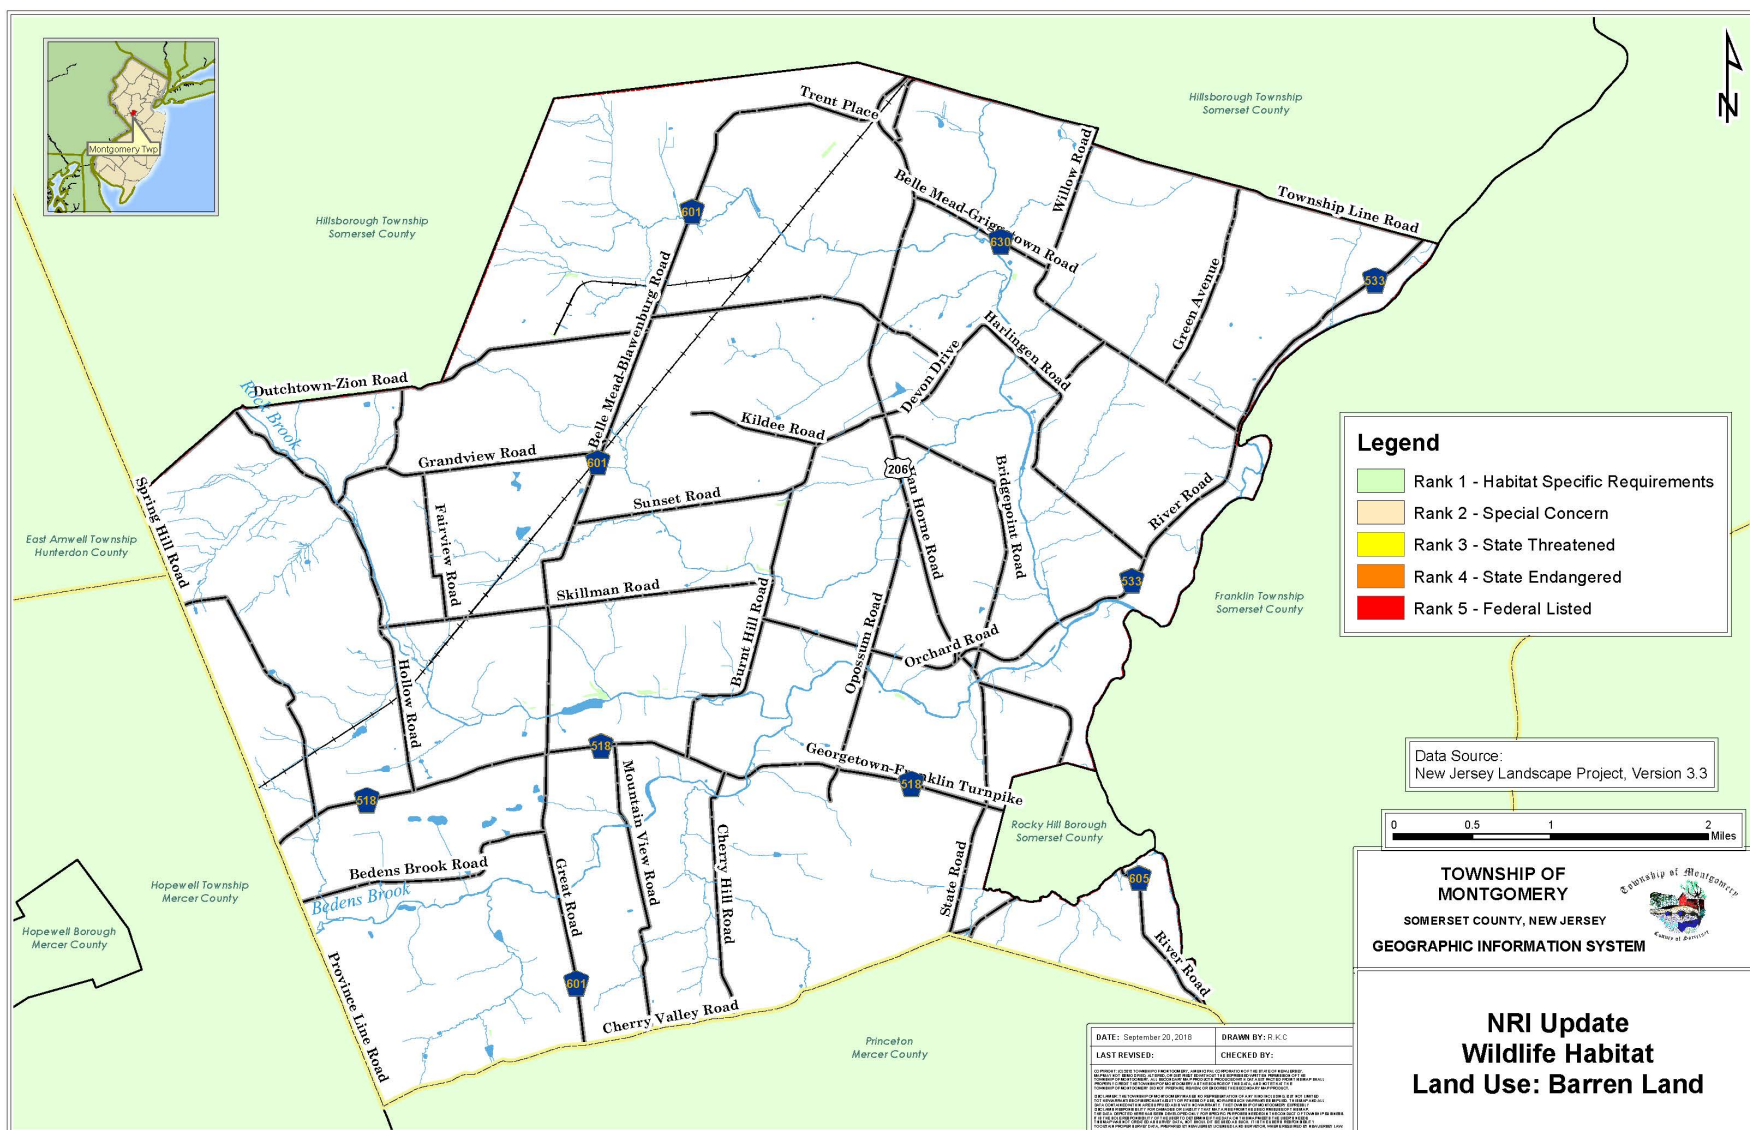 Montgomery Twp
Hillsborough Township
Somerset County
Hillsborough Township
Somerset County
N
Trent Place
Belle Mead-Griggstown Road
Willow Road
Township Line Road
601
630
533
Green Avenue
Belle Mead-Blawenburg Road
Harlingen Road
Devon Drive
Dutchtown-Zion Road
Rock Brook
Kildee Road
Grandview Road
601
206
Van Horne Road
Bridgepoint Road
Sunset Road
River Road
Spring Hill Road
Fairview Road
East Amwell Township
Hunterdon County
Skillman Road
533
Franklin Township
Somerset County
Burnt Hill Road
Opossum Road
Orchard Road
Hollow Road
518
518
518
Georgetown-Franklin Turnpike
Mountain View Road
Cherry Hill Road
Rocky Hill Borough
Somerset County
Bedens Brook Road
Bedens Brook
Great Road
State Road
605
River Road
Hopewell Township
Mercer County
Hopewell Borough
Mercer County
Province Line Road
601
Cherry Valley Road
Princeton
Mercer County
Legend
Rank 1 - Habitat Specific Requirements
Rank 2 - Special Concern
Rank 3 - State Threatened
Rank 4 - State Endangered
Rank 5 - Federal Listed
Data Source:
New Jersey Landscape Project, Version 3.3
0 0.5 1 2
Miles
TOWNSHIP OF
MONTGOMERY
SOMERSET COUNTY, NEW JERSEY
GEOGRAPHIC INFORMATION SYSTEM
Township of Montgomery
County of Somerset
DATE: September 20, 2018
DRAWN BY: R.K.C
LAST REVISED:
CHECKED BY:
NRI Update
Wildlife Habitat
Land Use: Barren Land